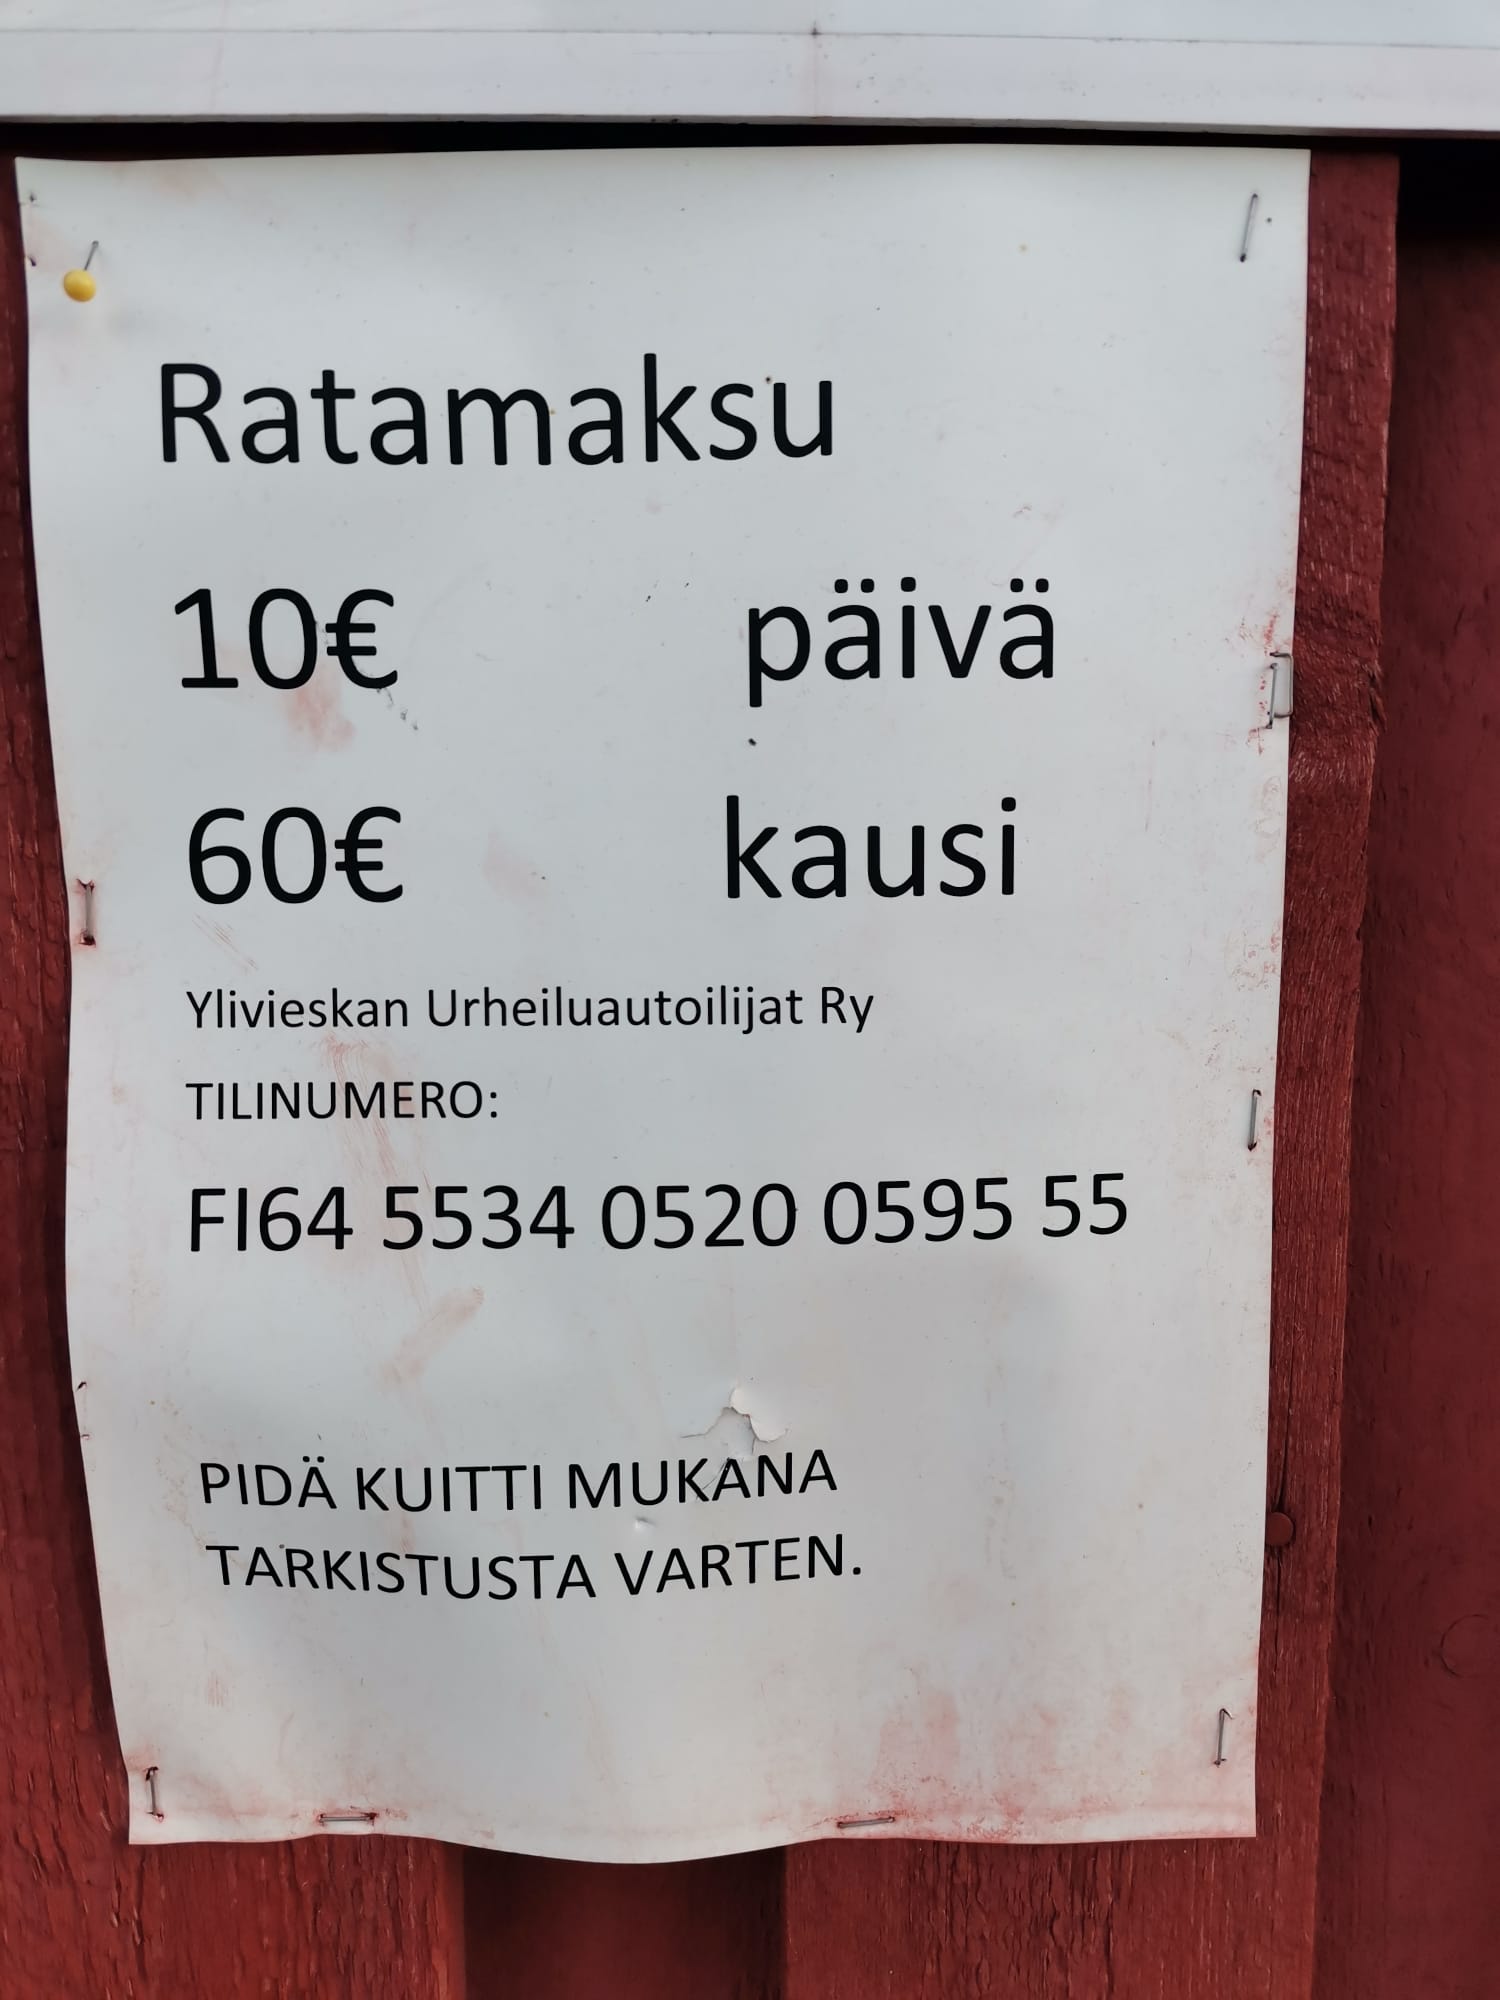 Ratamaksu
10€ päivä
60€ kausi
Ylivieskan Urheiluautoilijat Ry
TILINUMERO:
FI64 5534 0520 0595 55
PIDÄ KUITTI MUKANA
TARKISTUSTA VARTEN.